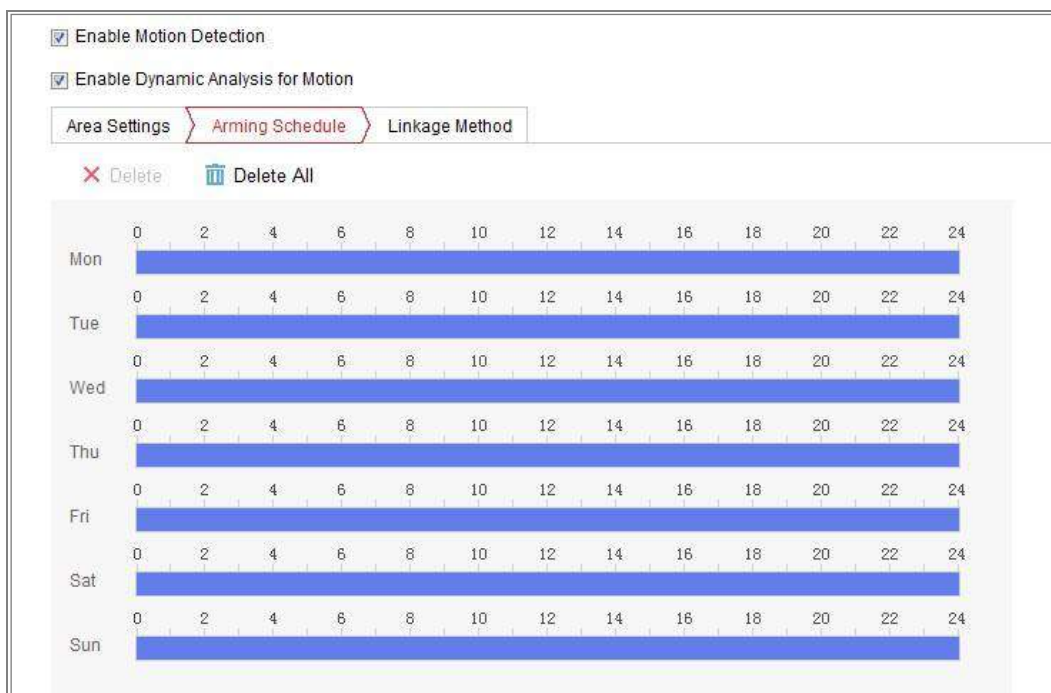 Enable Motion Detection
Enable Dynamic Analysis for Motion
Area Settings Arming Schedule Linkage Method
Delete Delete All
0 2 4 6 8 10 12 14 16 18 20 22 24
Mon
0 2 4 6 8 10 12 14 16 18 20 22 24
Tue
0 2 4 6 8 10 12 14 16 18 20 22 24
Wed
0 2 4 6 8 10 12 14 16 18 20 22 24
Thu
0 2 4 6 8 10 12 14 16 18 20 22 24
Fri
0 2 4 6 8 10 12 14 16 18 20 22 24
Sat
0 2 4 6 8 10 12 14 16 18 20 22 24
Sun